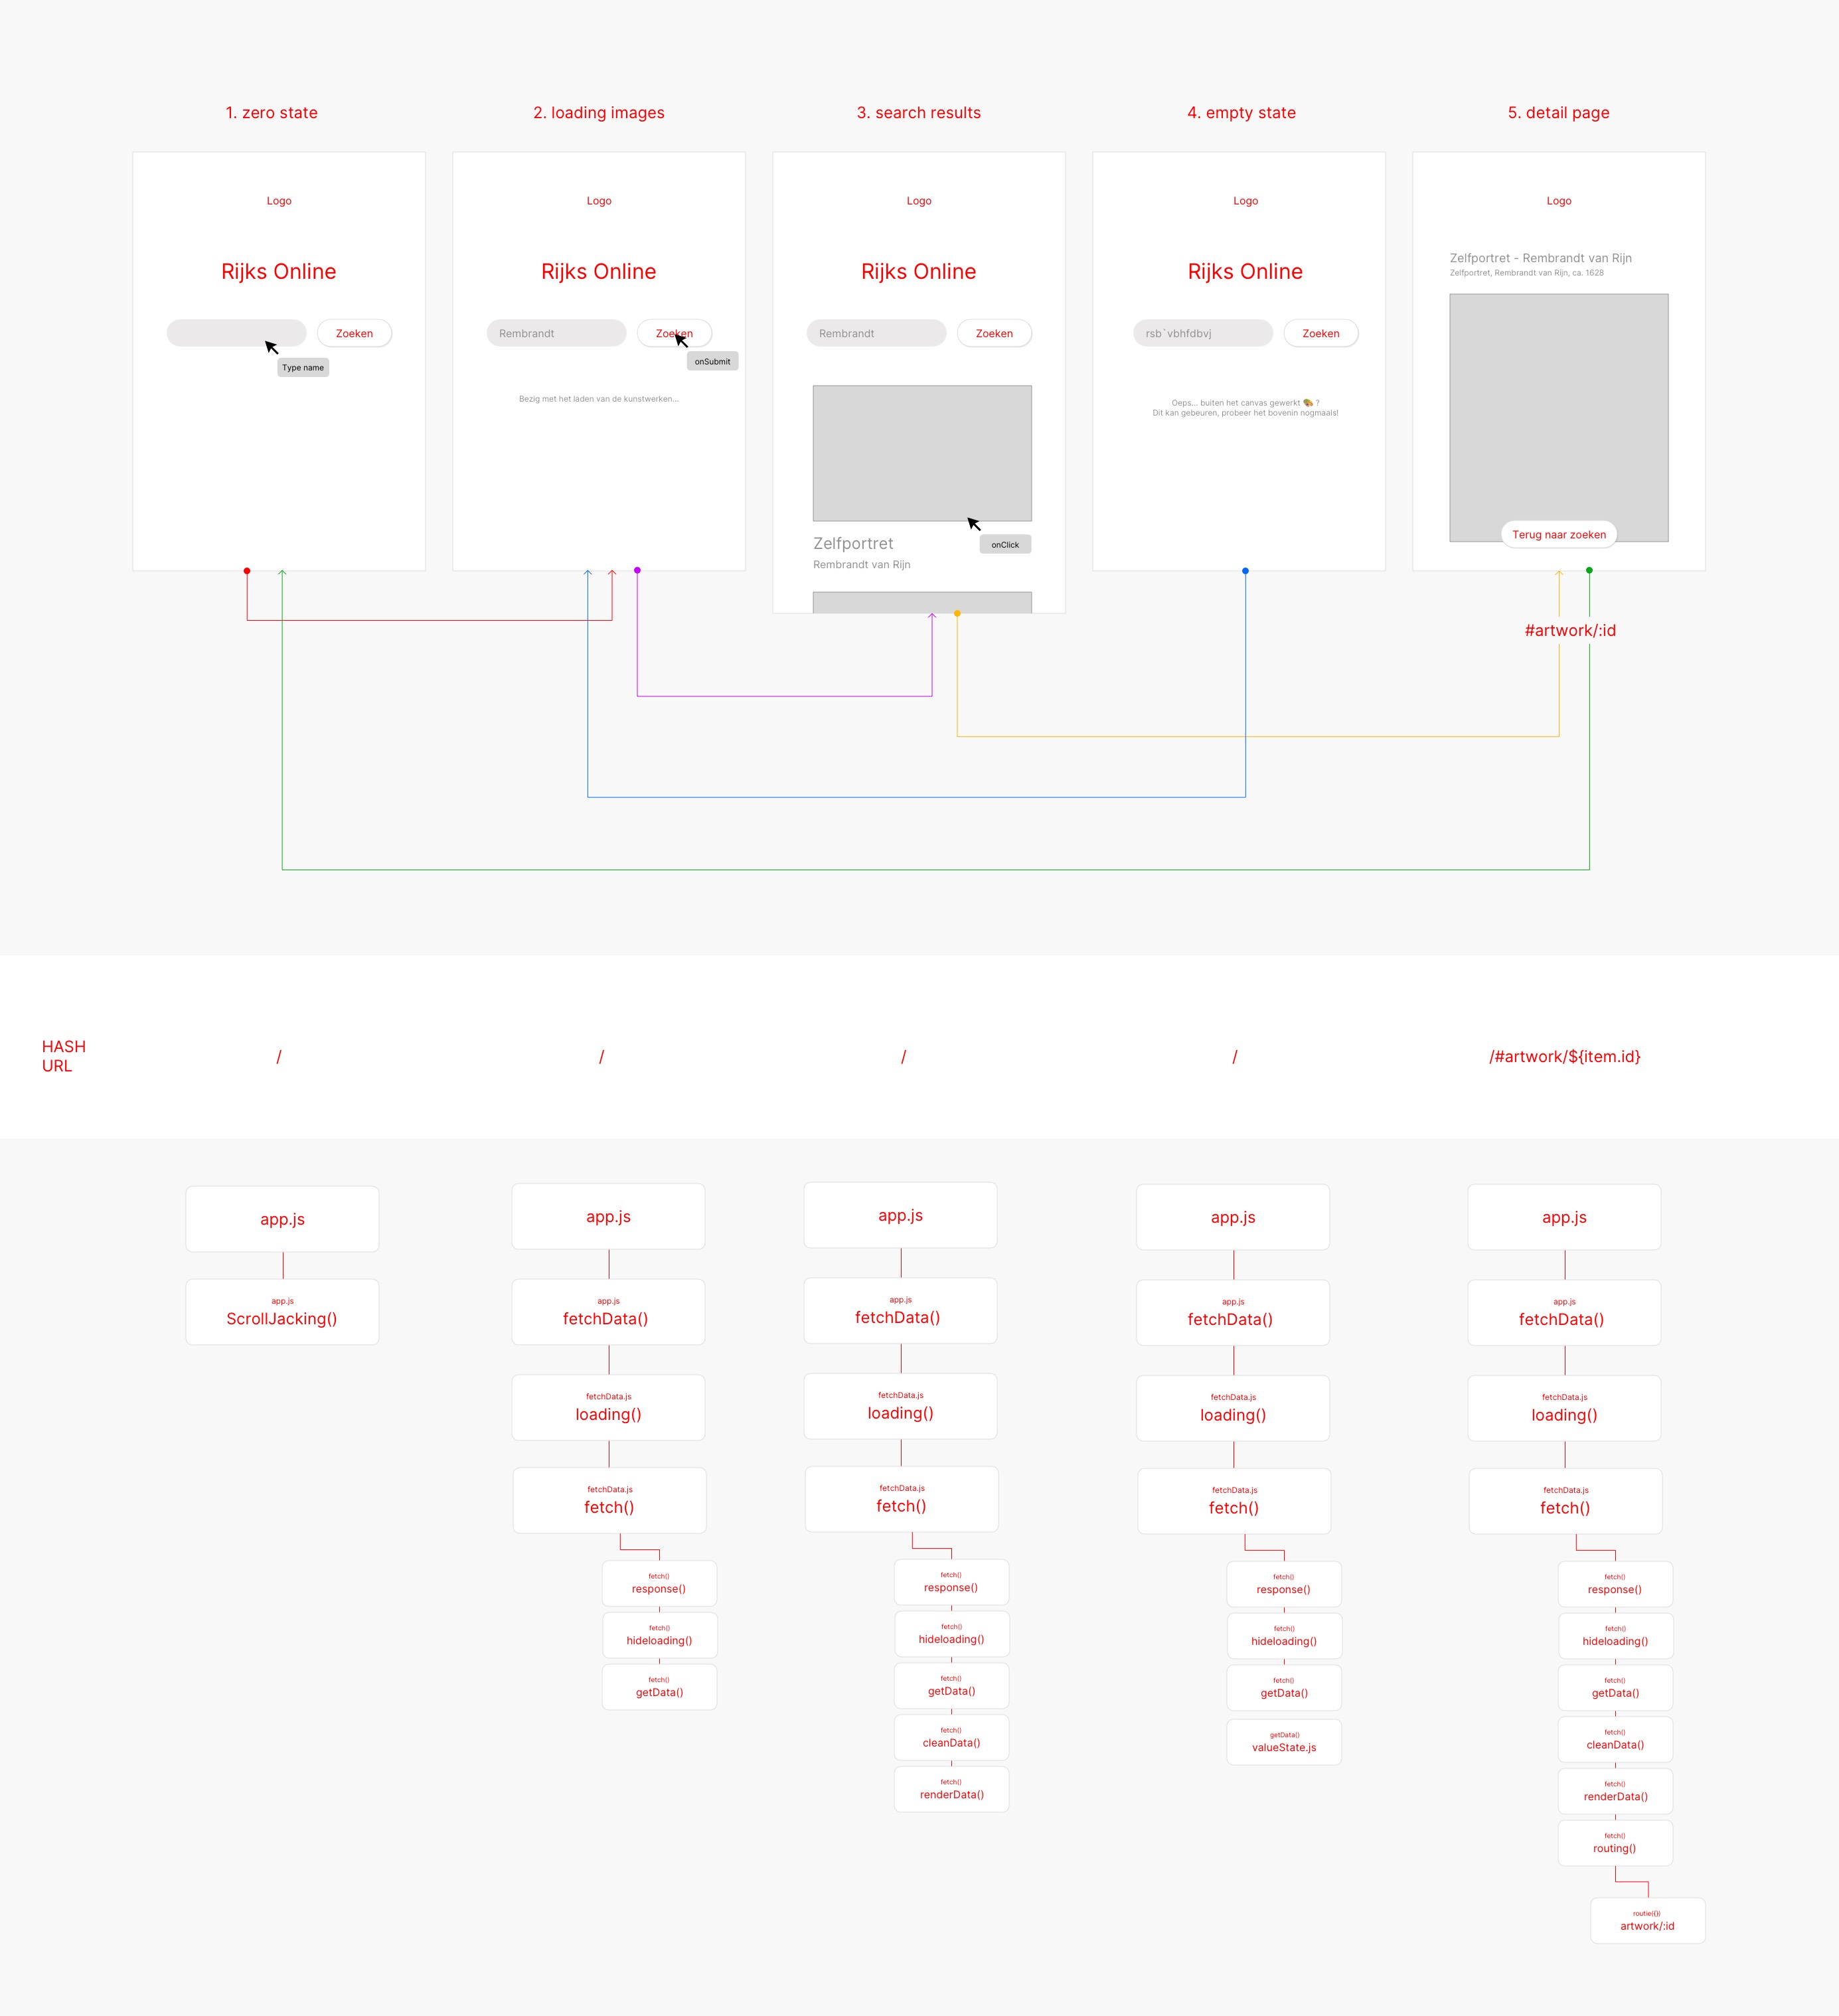 1. zero state
2. loading images
3. search results
4. empty state
5. detail page
Logo
Rijks Online
Zoeken
Type name
Logo
Rijks Online
Rembrandt
Zoeken
onSubmit
Bezig met het laden van de kunstwerken...
Logo
Rijks Online
Rembrandt
Zoeken
onClick
Zelfportret
Rembrandt van Rijn
Logo
Rijks Online
rsb`vbhfdbvj
Zoeken
Oeps... buiten het canvas gewerkt 🎨 ?
Dit kan gebeuren, probeer het bovenin nogmaals!
Logo
Zelfportret - Rembrandt van Rijn
Zelfportret, Rembrandt van Rijn, ca. 1628
Terug naar zoeken
#artwork/:id
HASH
URL
/
/
/
/
/#artwork/${item.id}
app.js
app.js
ScrollJacking()
app.js
app.js
fetchData()
fetchData.js
loading()
fetchData.js
fetch()
fetch()
response()
fetch()
hideloading()
fetch()
getData()
app.js
app.js
fetchData()
fetchData.js
loading()
fetchData.js
fetch()
fetch()
response()
fetch()
hideloading()
fetch()
getData()
fetch()
cleanData()
fetch()
renderData()
app.js
app.js
fetchData()
fetchData.js
loading()
fetchData.js
fetch()
fetch()
response()
fetch()
hideloading()
fetch()
getData()
getData()
valueState.js
app.js
app.js
fetchData()
fetchData.js
loading()
fetchData.js
fetch()
fetch()
response()
fetch()
hideloading()
fetch()
getData()
fetch()
cleanData()
fetch()
renderData()
fetch()
routing()
routie({})
artwork/:id